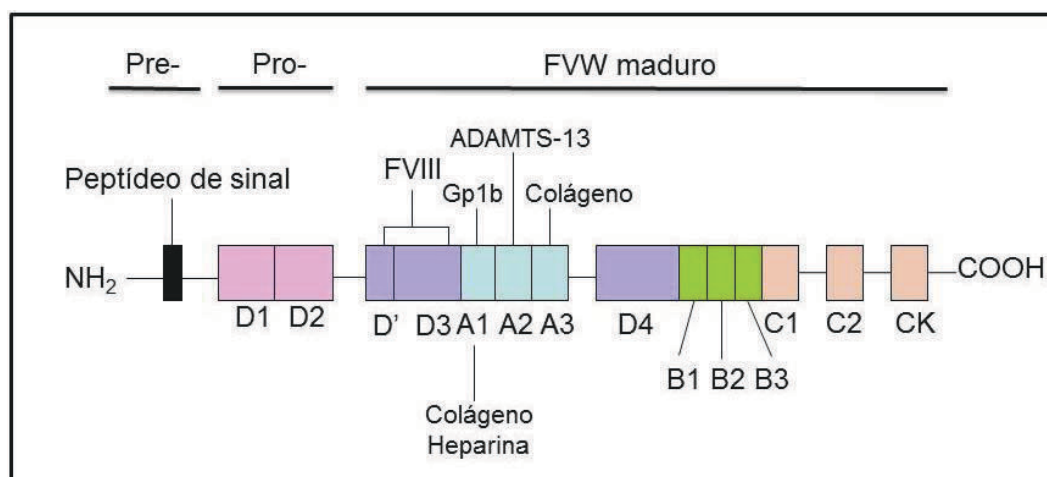 Pre-
Pro-
FVW maduro
ADAMTS-13
FVIII
Peptídeo de sinal
Gp1b
Colágeno
NH2
COOH
D1 D2 D' D3 A1 A2 A3 D4 C1 C2 CK
B1 B2 B3
Colágeno
Heparina